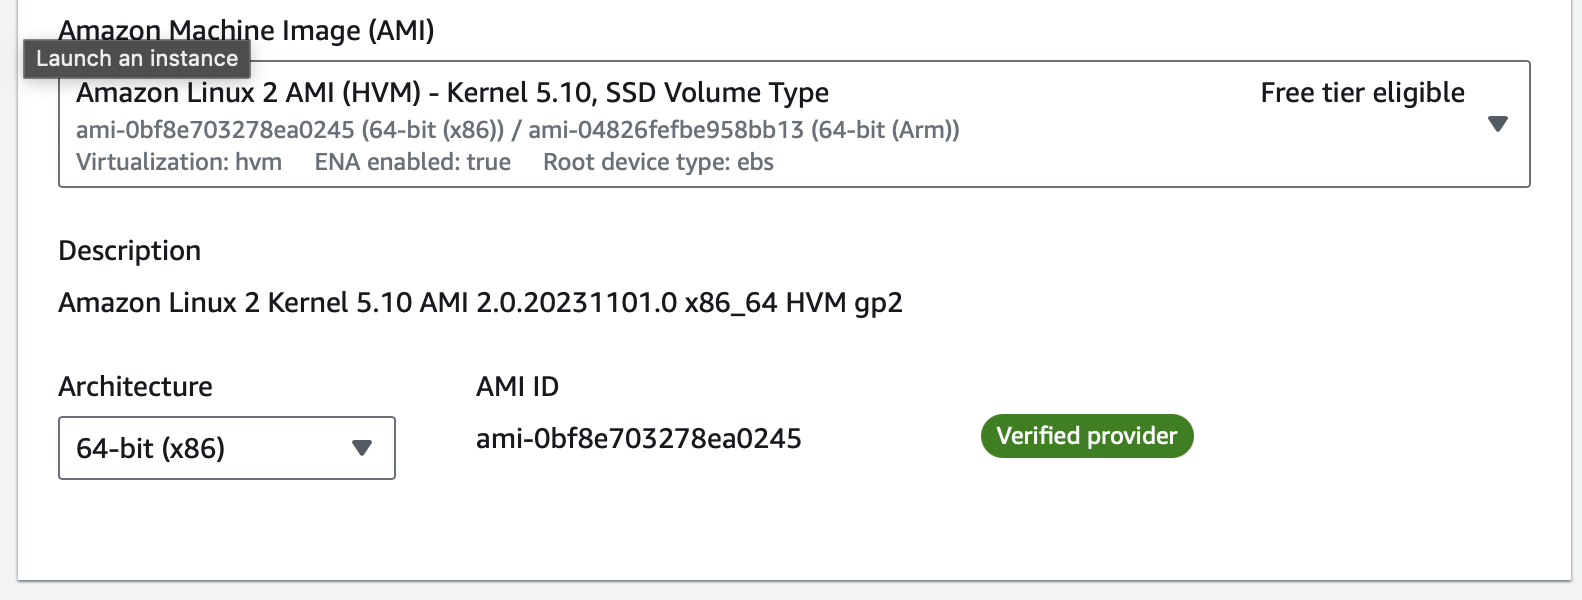 Amazon Machine Image (AMI)
Launch an instance
Amazon Linux 2 AMI (HVM) - Kernel 5.10, SSD Volume Type
Free tier eligible
ami-0bf8e703278ea0245 (64-bit (x86)) / ami-04826fefbe958bb13 (64-bit (Arm))
Virtualization: hvm ENA enabled: true Root device type: ebs
Description
Amazon Linux 2 Kernel 5.10 AMI 2.0.20231101.0 x86_64 HVM gp2
Architecture
AMI ID
64-bit (x86)
ami-0bf8e703278ea0245
Verified provider